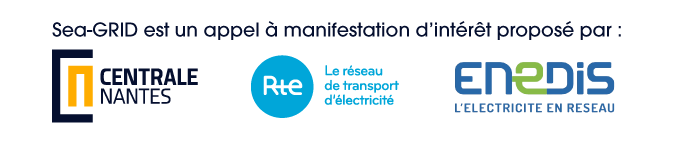 Sea-GRID est un appel à manifestation d’intérêt proposé par :
CENTRALE
NANTES
Rte
Le réseau
de transport
d'électricité
ENEDIS
L'ELECTRICITE EN RESEAU